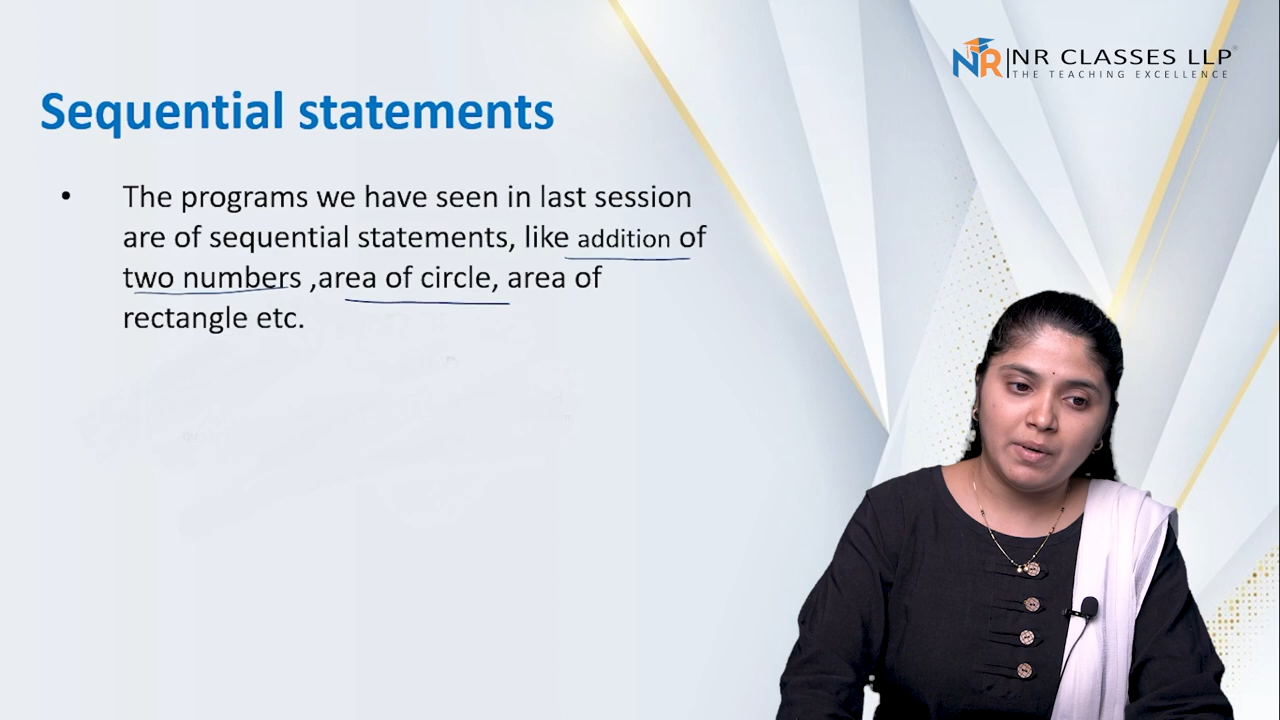 NR NR CLASSES LLP
THE TEACHING EXCELLENCE
Sequential statements
• The programs we have seen in last session
are of sequential statements, like addition of
two numbers ,area of circle, area of
rectangle etc.